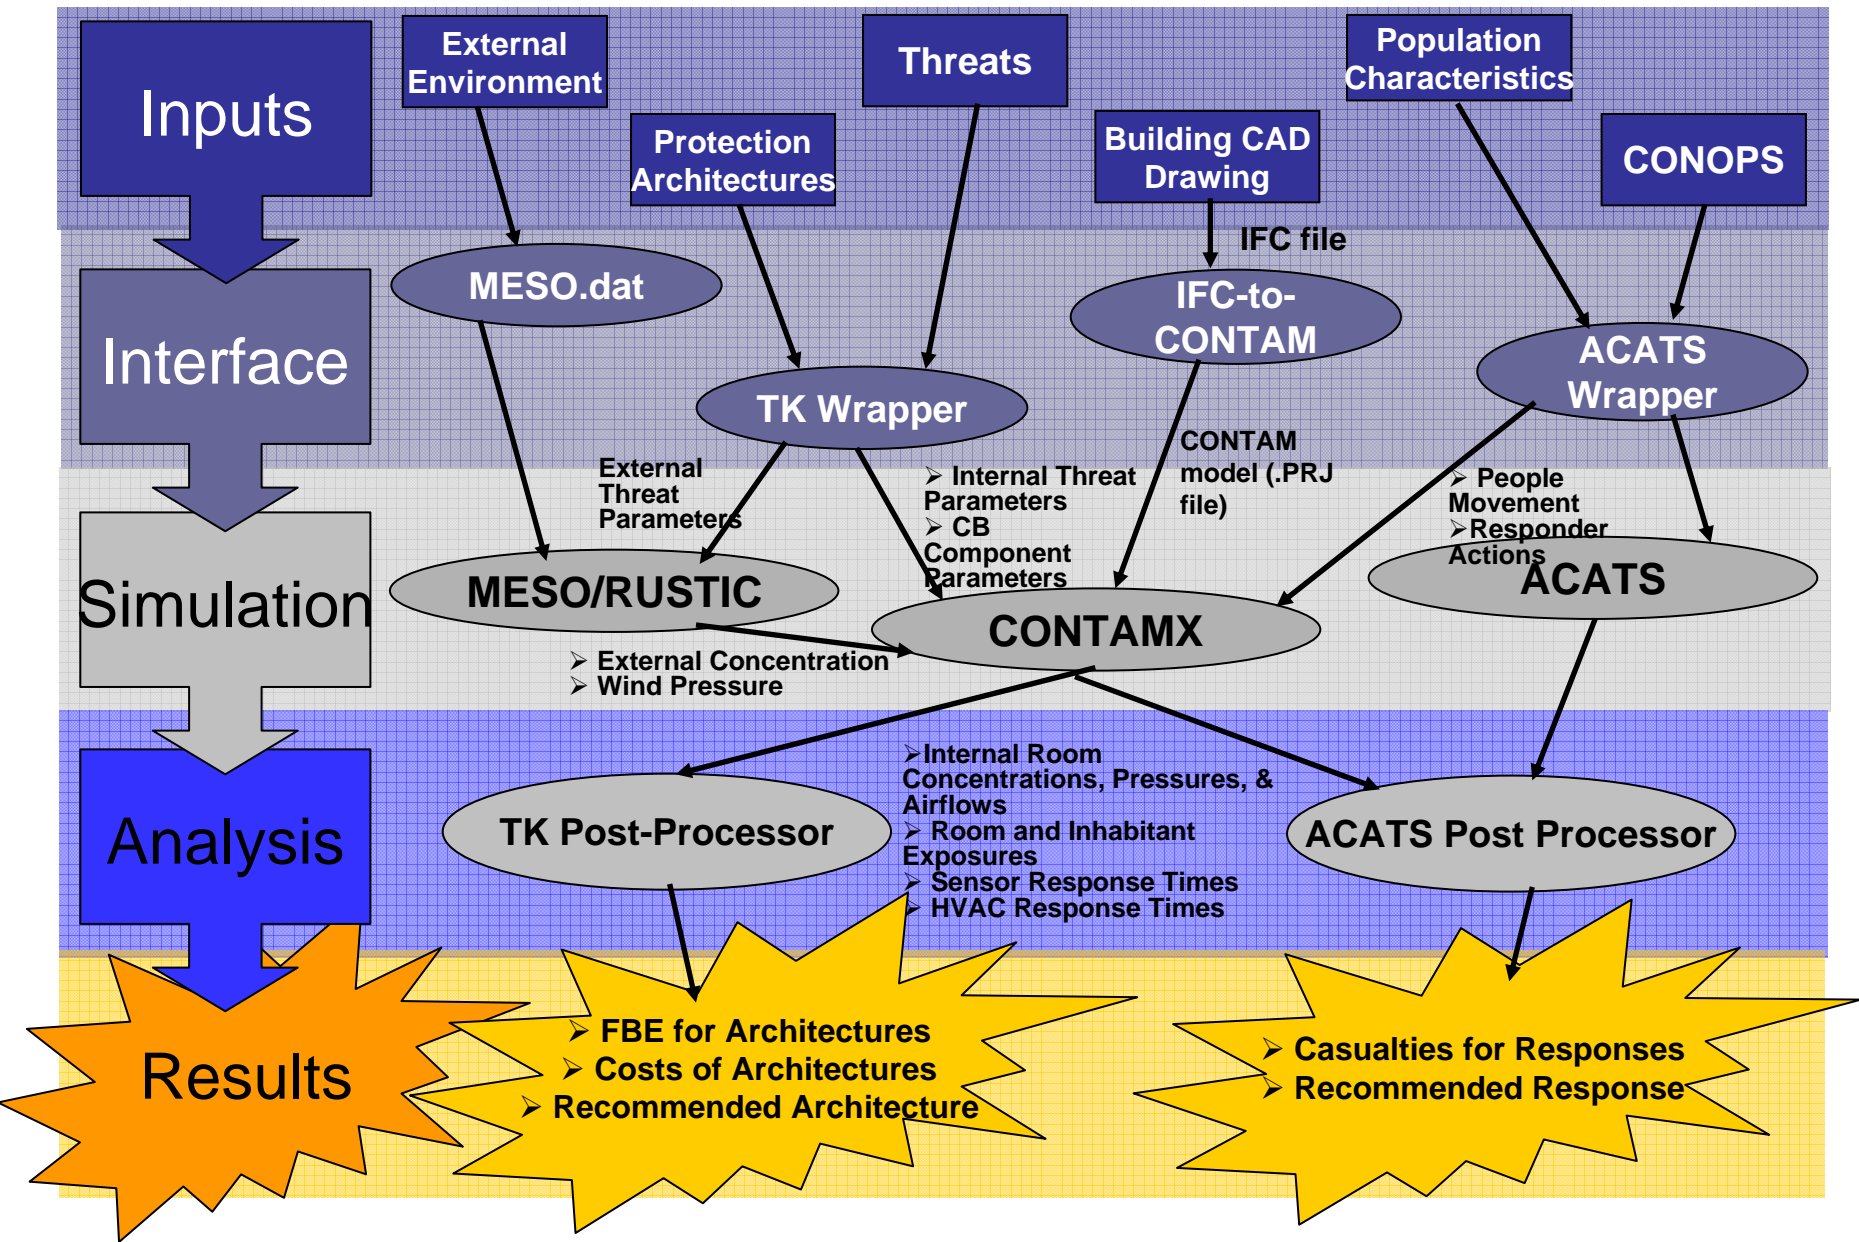 Inputs
External
Environment
Threats
Population
Characteristics
Protection
Architectures
Building CAD
Drawing
CONOPS
IFC file
Interface
MESO.dat
IFC-to-
CONTAM
ACATS
Wrapper
TK Wrapper
External
Threat
Parameters
➢ Internal Threat
Parameters
➢ CB
Component
Parameters
CONTAM
model (.PRJ
file)
➢ People
Movement
➢Responder
Actions
Simulation
MESO/RUSTIC
CONTAMX
ACATS
➢ External Concentration
➢ Wind Pressure
Analysis
TK Post-Processor
➢Internal Room
Concentrations, Pressures, &
Airflows
➢ Room and Inhabitant
Exposures
➢ Sensor Response Times
➢ HVAC Response Times
ACATS Post Processor
Results
➢ FBE for Architectures
➢ Costs of Architectures
➢ Recommended Architecture
➢ Casualties for Responses
➢ Recommended Response